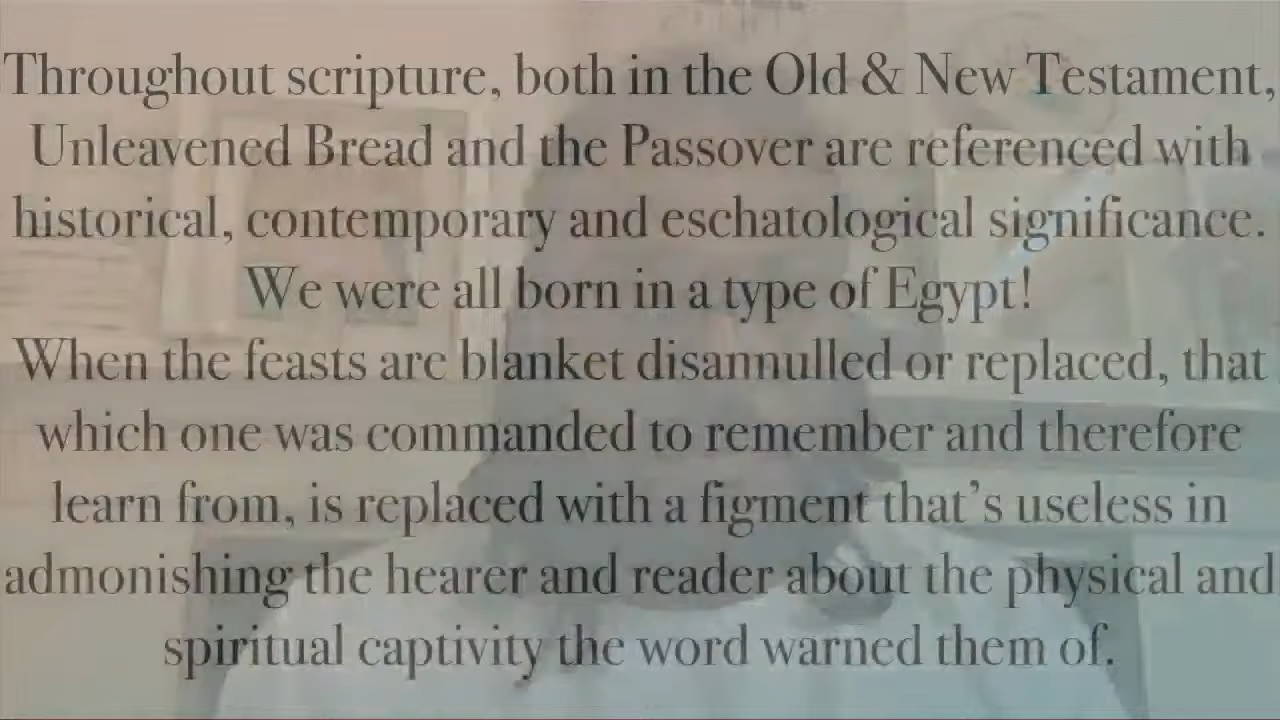 Throughout scripture, both in the Old & New Testament,
Unleavened Bread and the Passover are referenced with
historical, contemporary and eschatological significance.
We were all born in a type of Egypt!
When the feasts are blanket disannulled or replaced, that
which one was commanded to remember and therefore
learn from, is replaced with a figment that’s useless in
admonishing the hearer and reader about the physical and
spiritual captivity the word warned them of.